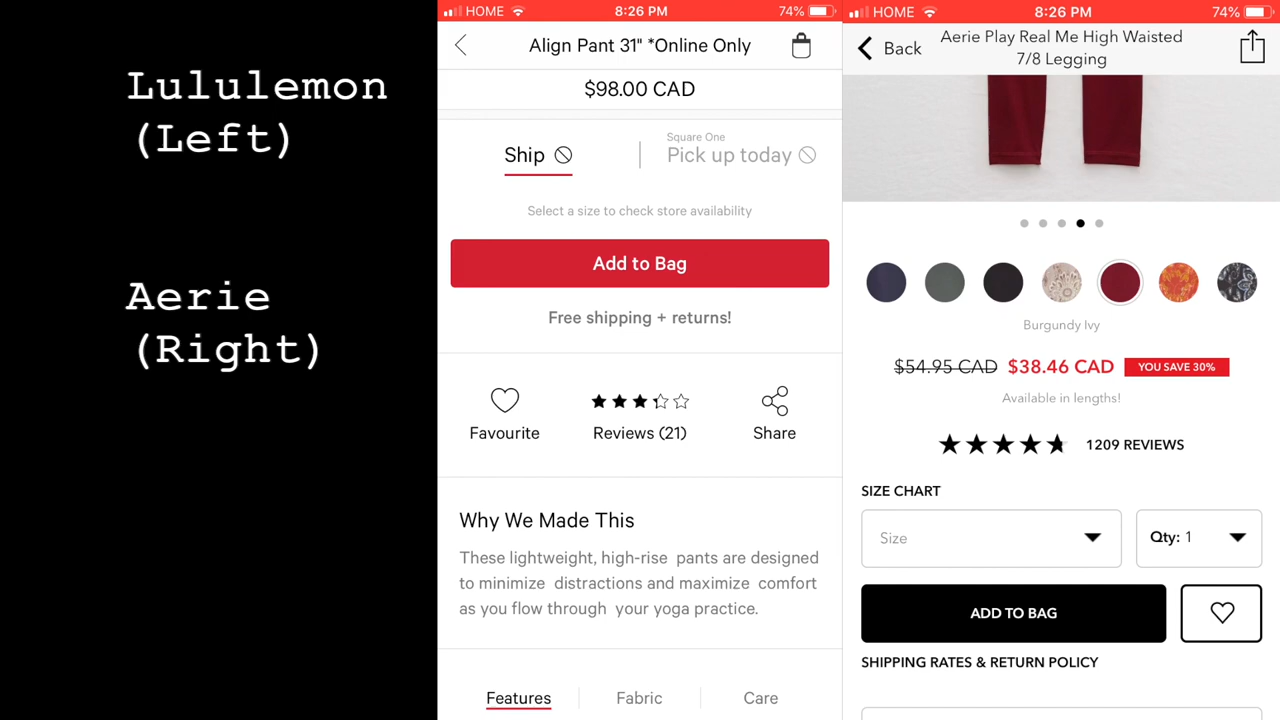 Lululemon
(Left)
Aerie
(Right)
HOME
8:26 PM
74%
Align Pant 31" *Online Only
$98.00 CAD
Ship
Square One
Pick up today
Select a size to check store availability
Add to Bag
Free shipping + returns!
Favourite
Reviews (21)
Share
Why We Made This
These lightweight, high-rise pants are designed
to minimize distractions and maximize comfort
as you flow through your yoga practice.
Features
Fabric
Care
HOME
8:26 PM
74%
Back
Aerie Play Real Me High Waisted
7/8 Legging
Burgundy Ivy
$54.95 CAD $38.46 CAD YOU SAVE 30%
Available in lengths!
1209 REVIEWS
SIZE CHART
Size
Qty: 1
ADD TO BAG
SHIPPING RATES & RETURN POLICY